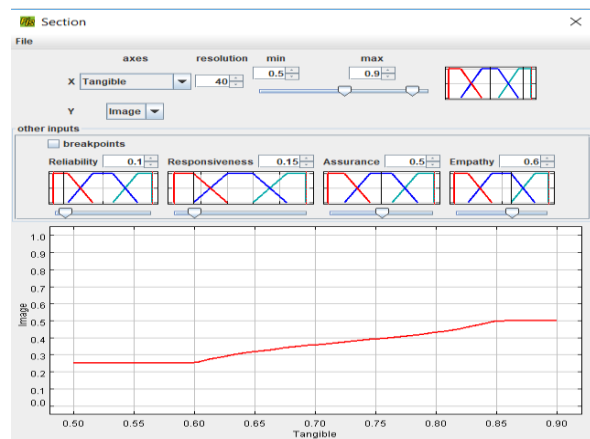 Section
File
axes resolution min max
X Tangible 40 0.5 0.9
Y Image
other inputs
breakpoints
Reliability 0.1 Responsiveness 0.15 Assurance 0.5 Empathy 0.6
1.0
0.9
0.8
0.7
0.6
0.5
0.4
0.3
0.2
0.1
0.0
Image
0.50 0.55 0.60 0.65 0.70 0.75 0.80 0.85 0.90
Tangible